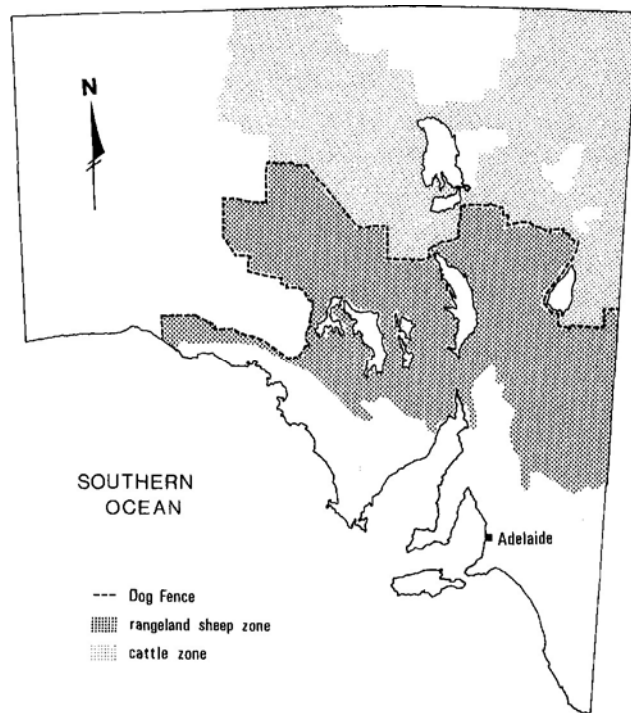 N
SOUTHERN
OCEAN
Adelaide
Dog Fence
rangeland sheep zone
cattle zone